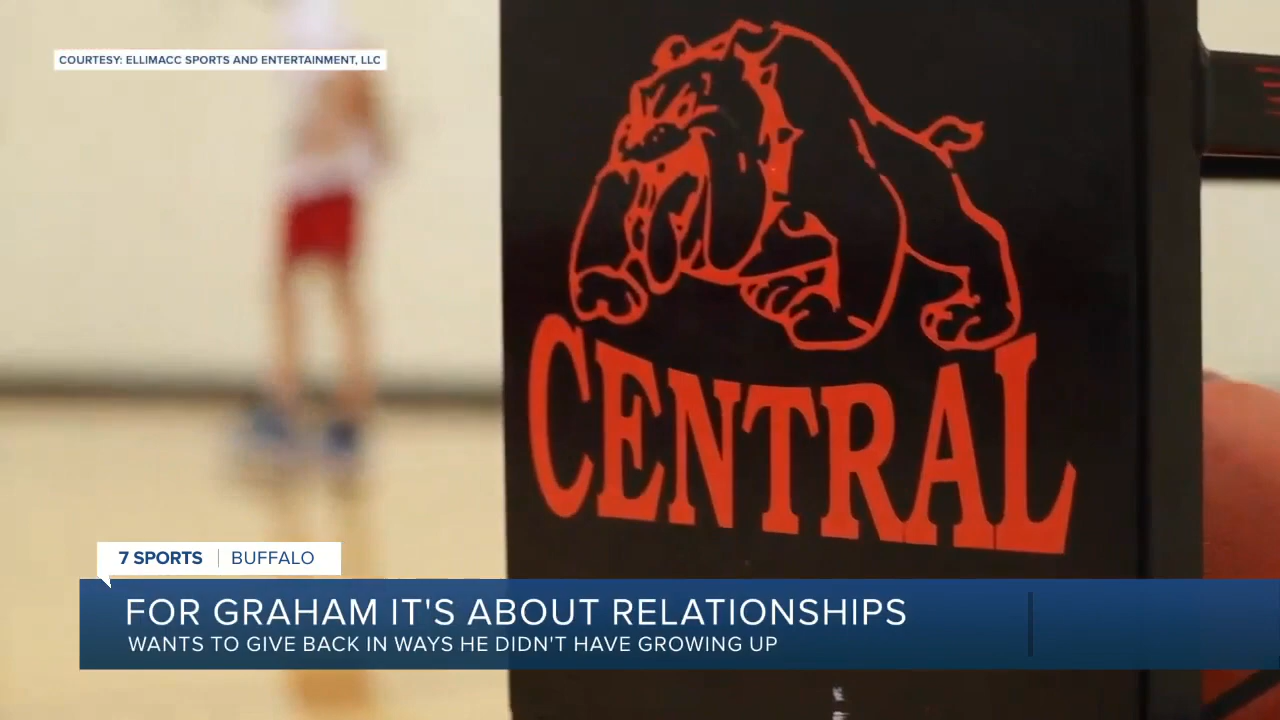 COURTESY: ELLIMACC SPORTS AND ENTERTAINMENT, LLC
CENTRAL
7 SPORTS | BUFFALO
FOR GRAHAM IT'S ABOUT RELATIONSHIPS
WANTS TO GIVE BACK IN WAYS HE DIDN'T HAVE GROWING UP